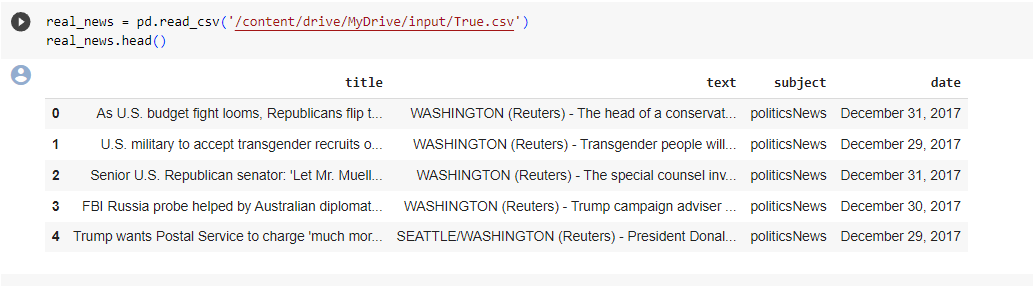 real_news = pd.read_csv('/content/drive/MyDrive/input/True.csv')
real_news.head()
title text subject date
0 As U.S. budget fight looms, Republicans flip t... WASHINGTON (Reuters) - The head of a conservat... politicsNews December 31, 2017
1 U.S. military to accept transgender recruits o... WASHINGTON (Reuters) - Transgender people will... politicsNews December 29, 2017
2 Senior U.S. Republican senator: 'Let Mr. Muell... WASHINGTON (Reuters) - The special counsel inv... politicsNews December 31, 2017
3 FBI Russia probe helped by Australian diplomat... WASHINGTON (Reuters) - Trump campaign adviser ... politicsNews December 30, 2017
4 Trump wants Postal Service to charge 'much mor... SEATTLE/WASHINGTON (Reuters) - President Donal... politicsNews December 29, 2017